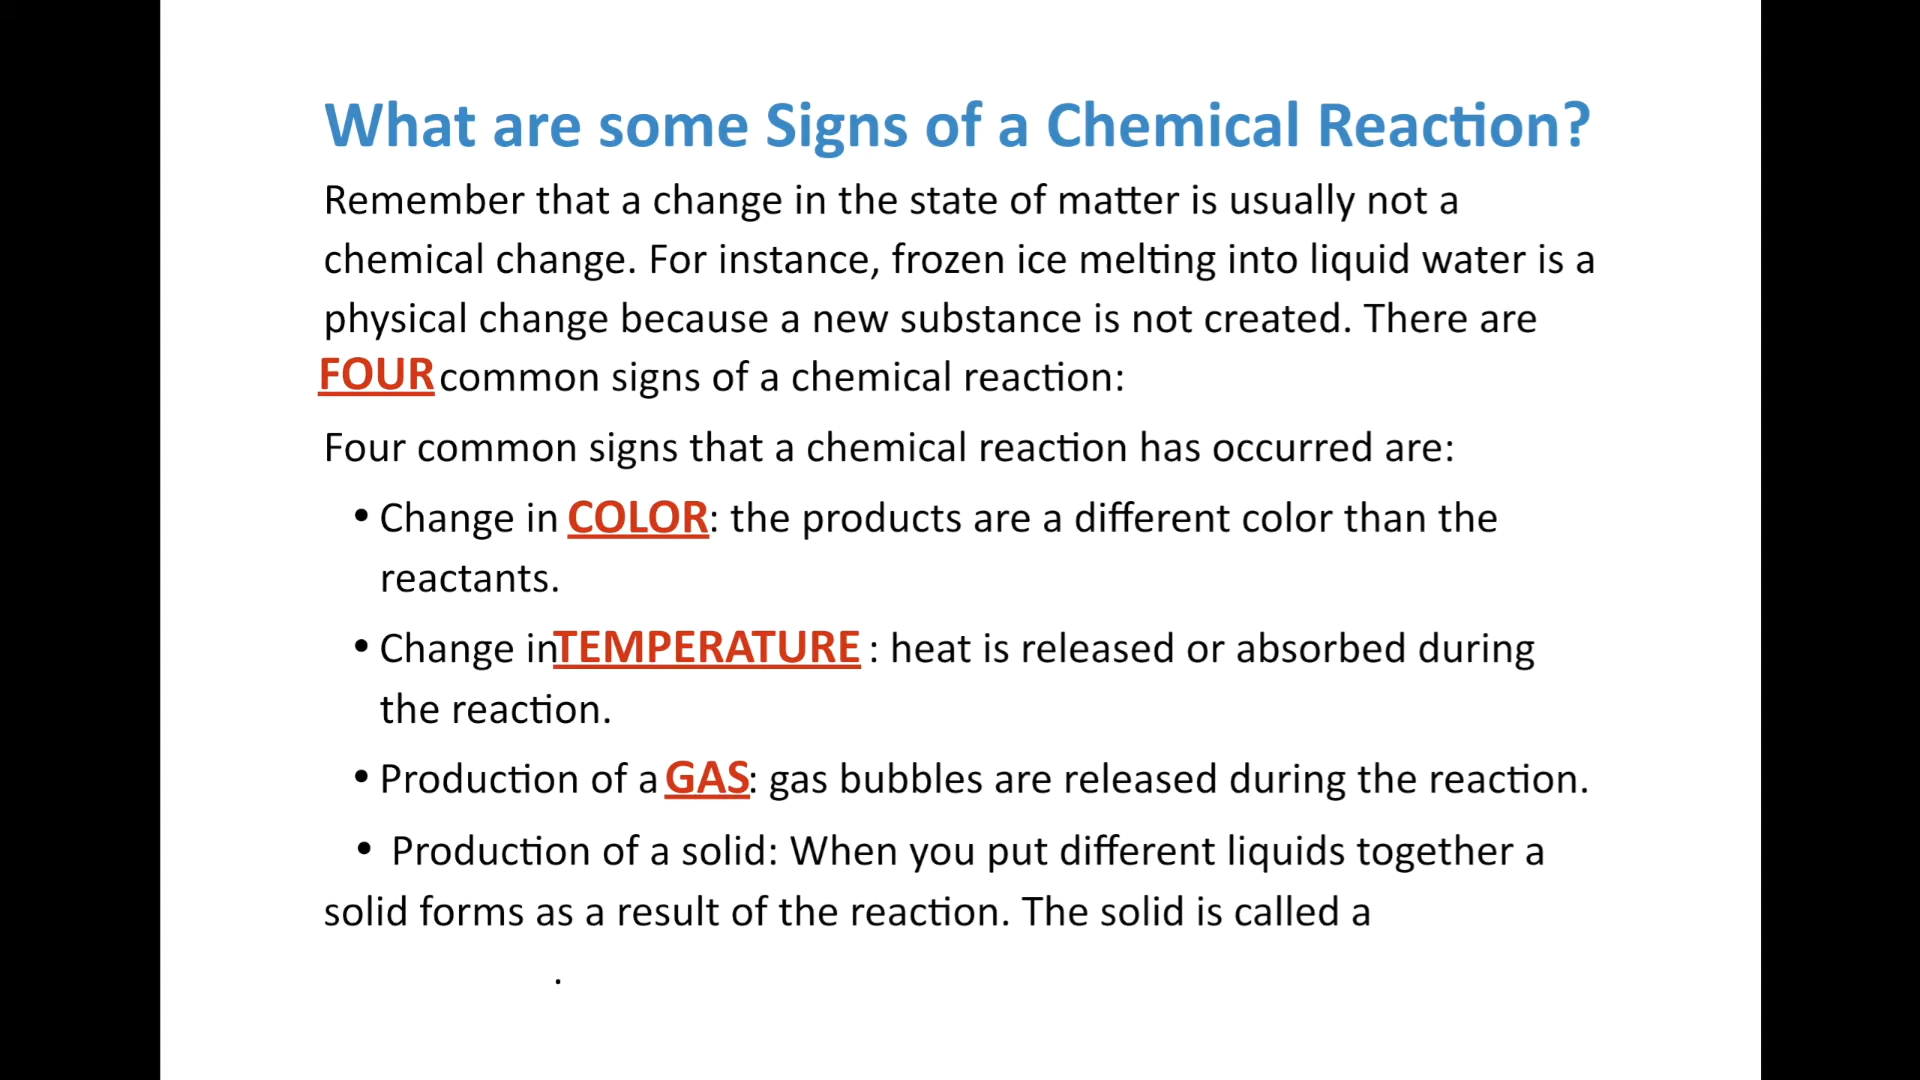 What are some Signs of a Chemical Reaction?
Remember that a change in the state of matter is usually not a
chemical change. For instance, frozen ice melting into liquid water is a
physical change because a new substance is not created. There are
FOUR common signs of a chemical reaction:
Four common signs that a chemical reaction has occurred are:
• Change in COLOR: the products are a different color than the
reactants.
• Change in TEMPERATURE : heat is released or absorbed during
the reaction.
• Production of a GAS: gas bubbles are released during the reaction.
• Production of a solid: When you put different liquids together a
solid forms as a result of the reaction. The solid is called a
.